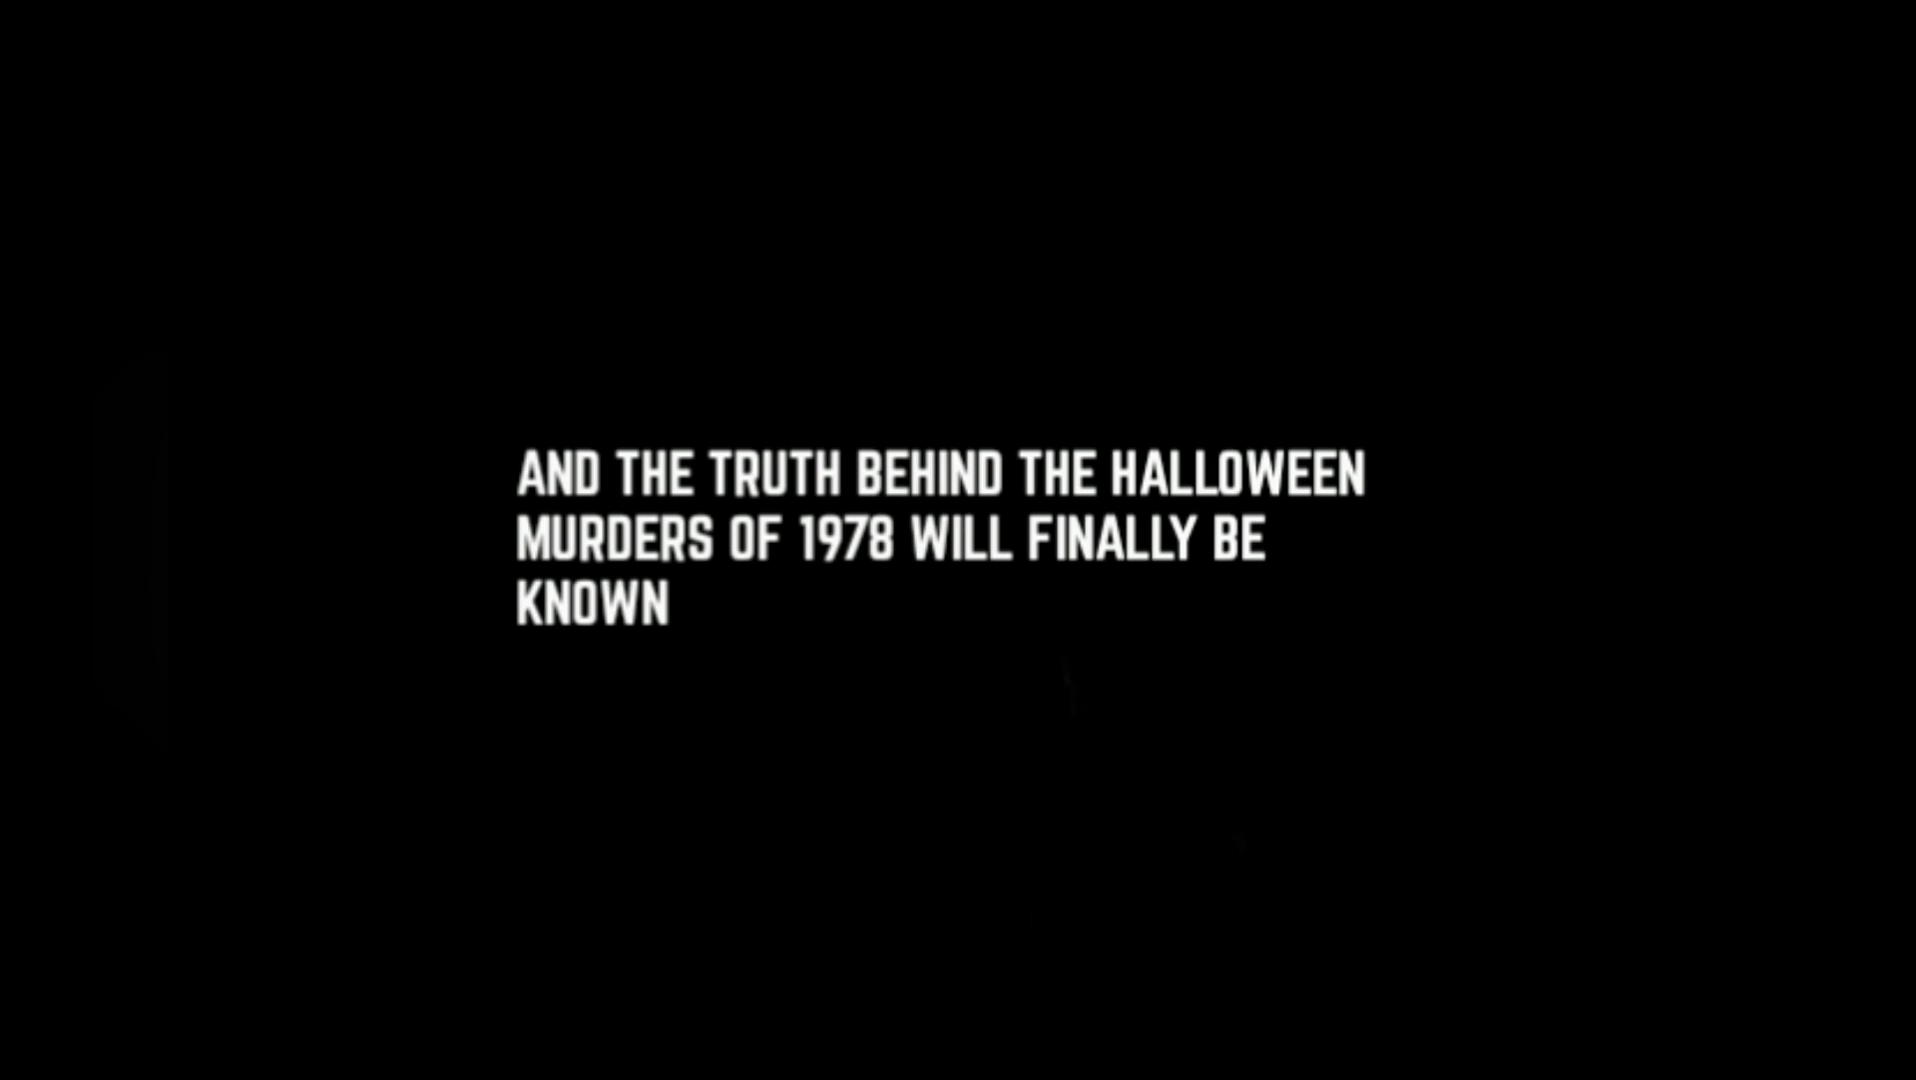 AND THE TRUTH BEHIND THE HALLOWEEN
MURDERS OF 1978 WILL FINALLY BE
KNOWN